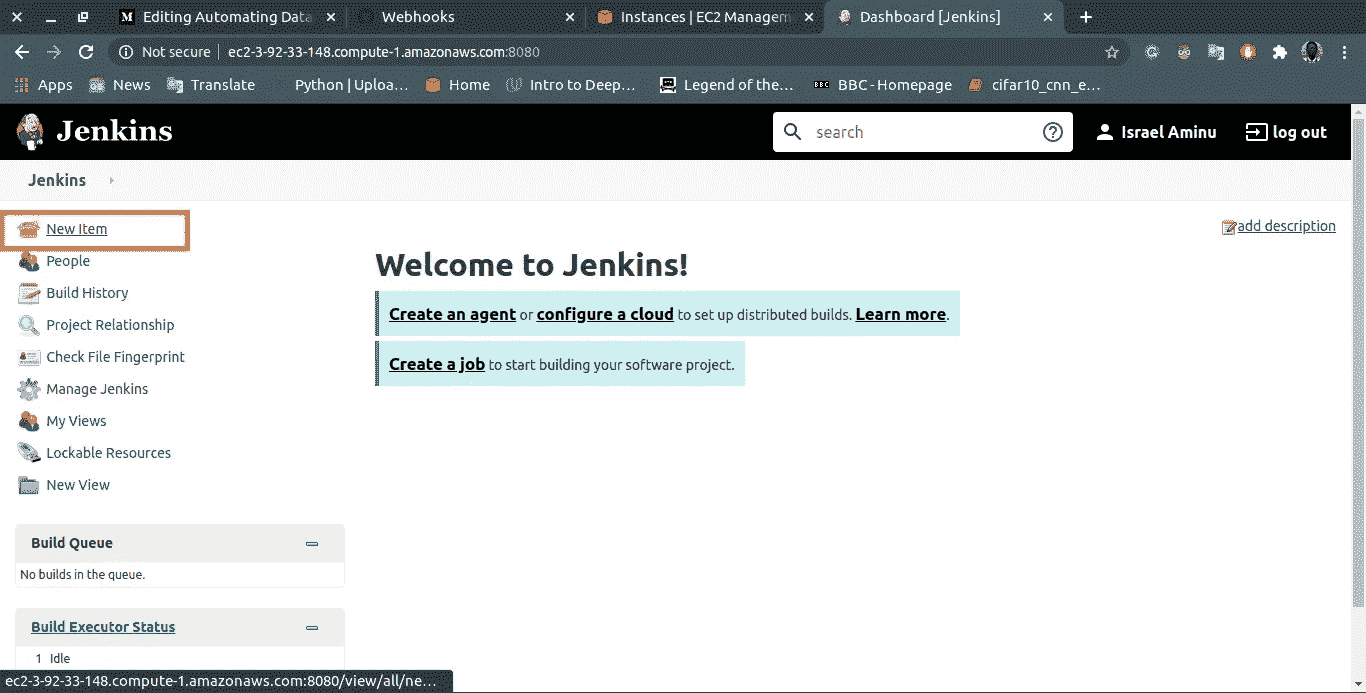 Editing Automating Data
Webhooks
Instances | EC2 Managem
Dashboard [Jenkins]
Not secure | ec2-3-92-33-148.compute-1.amazonaws.com:8080
Apps News Translate Python | Uploa... Home Intro to Deep... Legend of the... BBC BBC - Homepage cifar10_cnn_e...
Jenkins search Israel Aminu log out
Jenkins
New Item
add description
People
Build History
Project Relationship
Check File Fingerprint
Manage Jenkins
My Views
Lockable Resources
New View
Welcome to Jenkins!
Create an agent or configure a cloud to set up distributed builds. Learn more.
Create a job to start building your software project.
Build Queue
No builds in the queue.
Build Executor Status
1 Idle
ec2-3-92-33-148.compute-1.amazonaws.com:8080/view/all/ne...